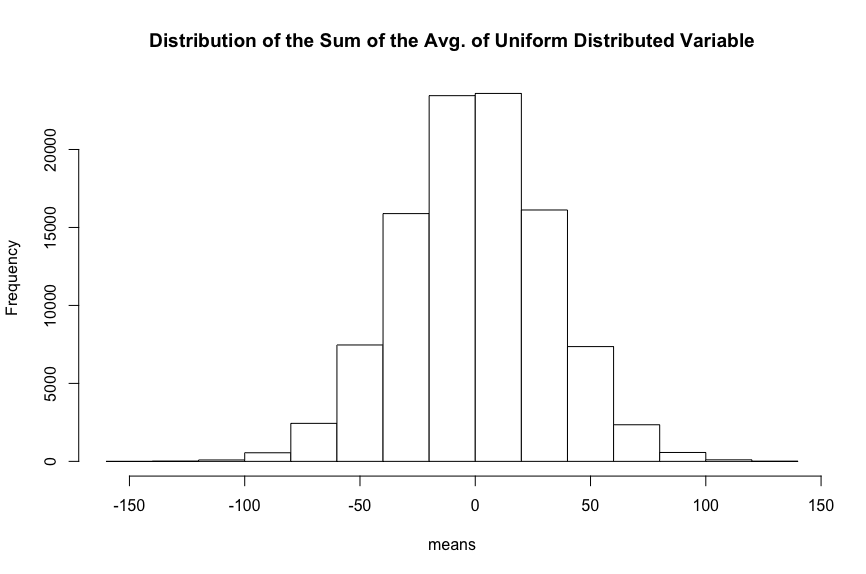 Distribution of the Sum of the Avg. of Uniform Distributed Variable
Frequency
20000
15000
10000
5000
0
-150 -100 -50 0 50 100 150
means